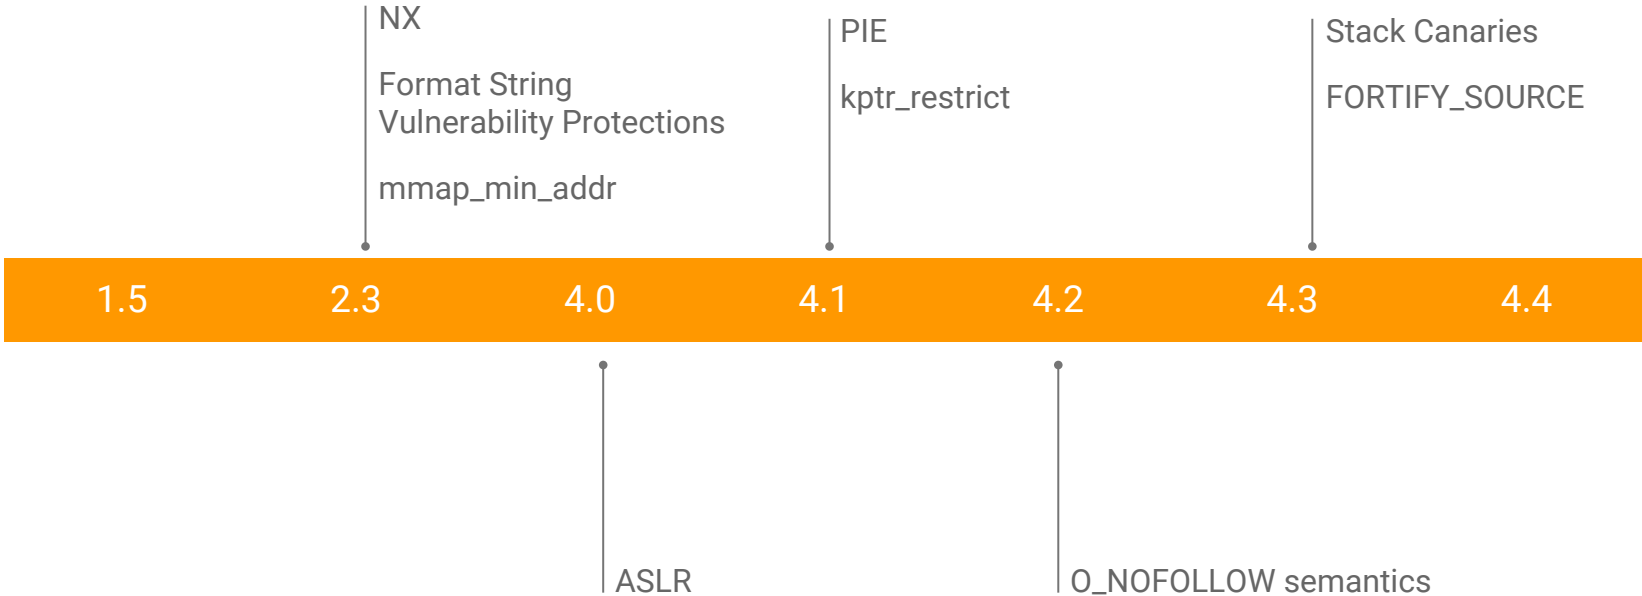 NX
Format String
Vulnerability Protections
mmap_min_addr
PIE
kptr_restrict
Stack Canaries
FORTIFY_SOURCE
1.5
2.3
4.0
4.1
4.2
4.3
4.4
ASLR
O_NOFOLLOW semantics